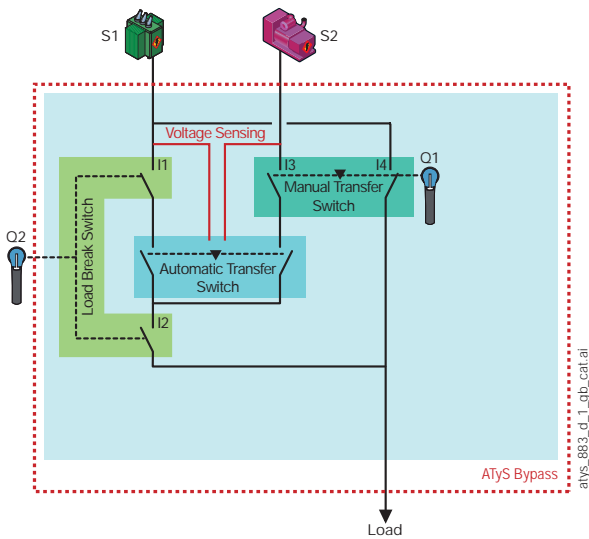 S1
S2
Voltage Sensing
I1
I3
I4
Q1
Manual Transfer
Switch
Q2
Load Break Switch
Automatic Transfer
Switch
I2
ATyS Bypass
atys_883_d_1_gb_cat.ai
Load